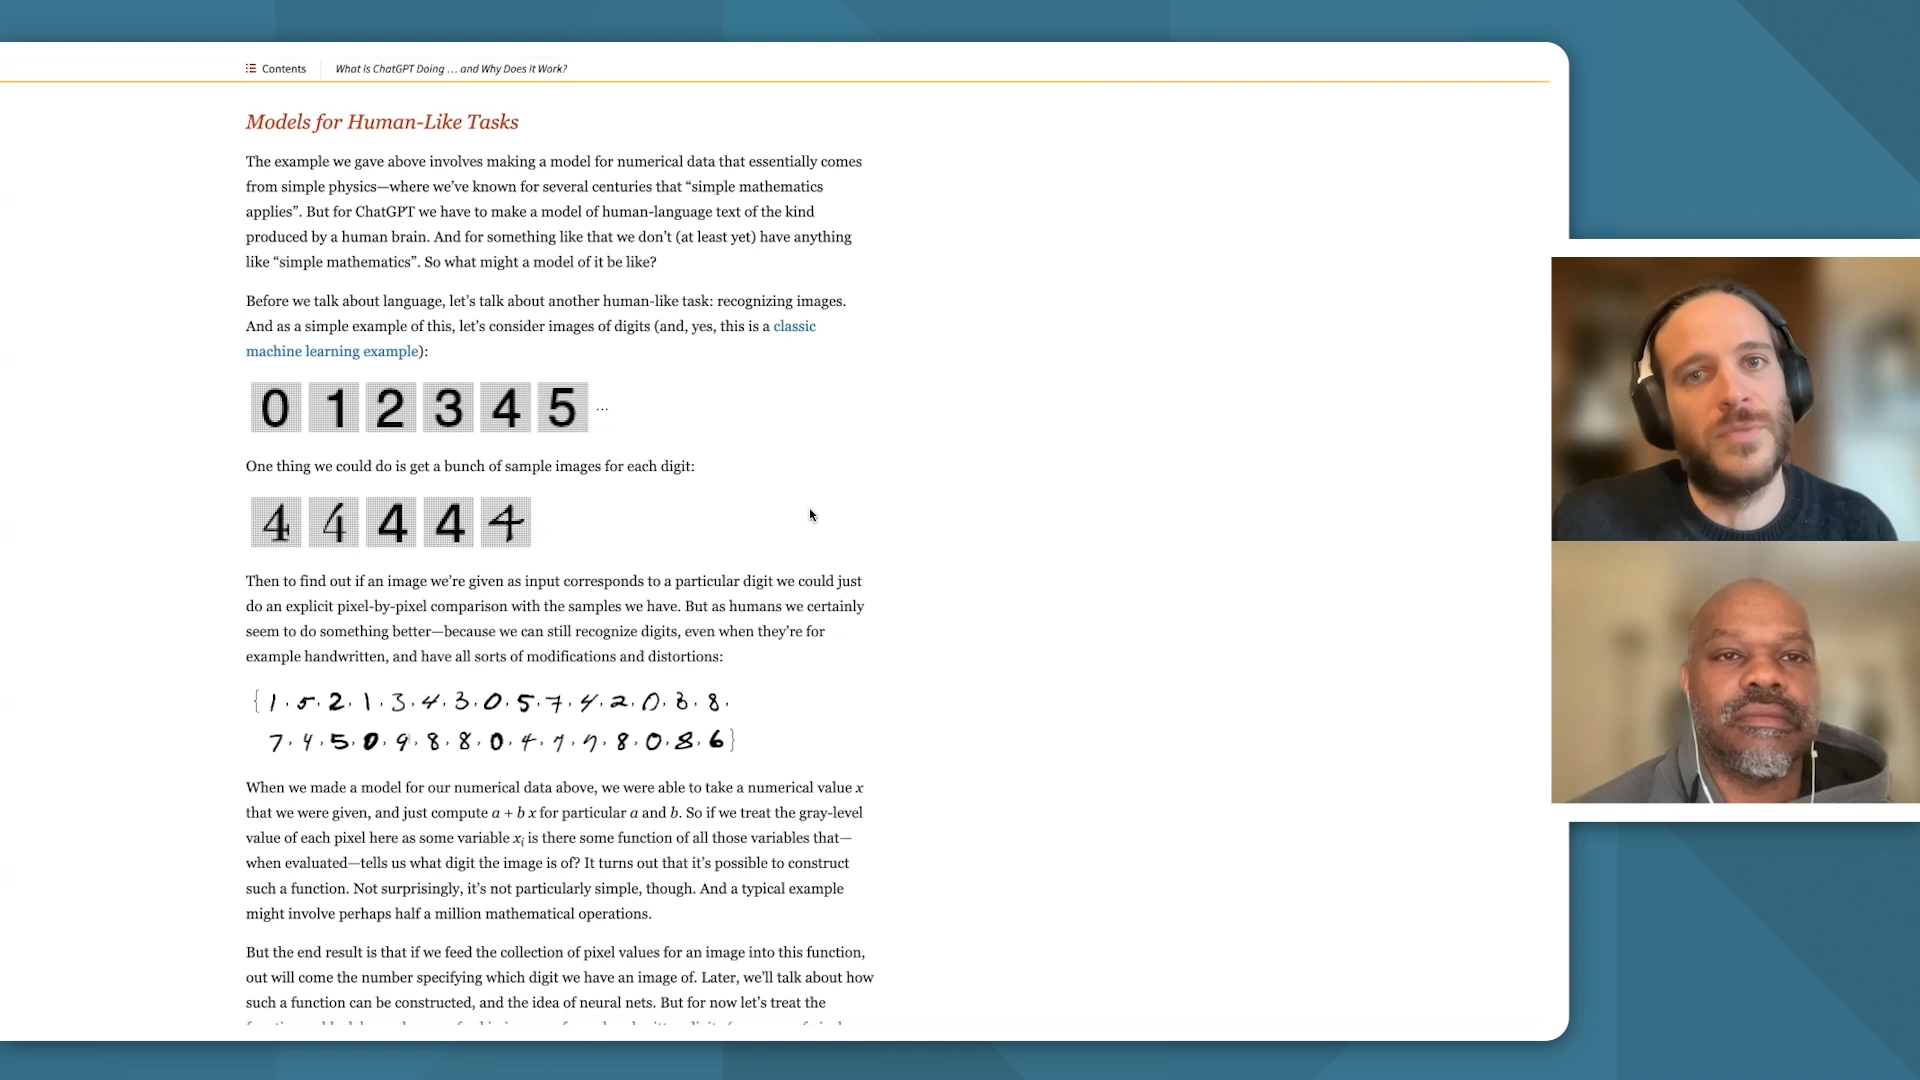 Contents
What Is ChatGPT Doing … and Why Does It Work?
Models for Human-Like Tasks
The example we gave above involves making a model for numerical data that essentially comes
from simple physics—where we’ve known for several centuries that “simple mathematics
applies”. But for ChatGPT we have to make a model of human-language text of the kind
produced by a human brain. And for something like that we don’t (at least yet) have anything
like “simple mathematics”. So what might a model of it be like?
Before we talk about language, let’s talk about another human-like task: recognizing images.
And as a simple example of this, let’s consider images of digits (and, yes, this is a classic
machine learning example):
0 1 2 3 4 5 …
One thing we could do is get a bunch of sample images for each digit:
4 4 4 4 4
Then to find out if an image we’re given as input corresponds to a particular digit we could just
do an explicit pixel-by-pixel comparison with the samples we have. But as humans we certainly
seem to do something better—because we can still recognize digits, even when they’re for
example handwritten, and have all sorts of modifications and distortions:
{1, 5, 2, 1, 3, 4, 3, 0, 5, 7, 4, 2, 0, 3, 8,
7, 4, 5, 0, 9, 8, 8, 0, 4, 7, 7, 8, 0, 8, 6}
When we made a model for our numerical data above, we were able to take a numerical value x
that we were given, and just compute a + b x for particular a and b. So if we treat the gray-level
value of each pixel here as some variable xi is there some function of all those variables that—
when evaluated—tells us what digit the image is of? It turns out that it’s possible to construct
such a function. Not surprisingly, it’s not particularly simple, though. And a typical example
might involve perhaps half a million mathematical operations.
But the end result is that if we feed the collection of pixel values for an image into this function,
out will come the number specifying which digit we have an image of. Later, we’ll talk about how
such a function can be constructed, and the idea of neural nets. But for now let’s treat the